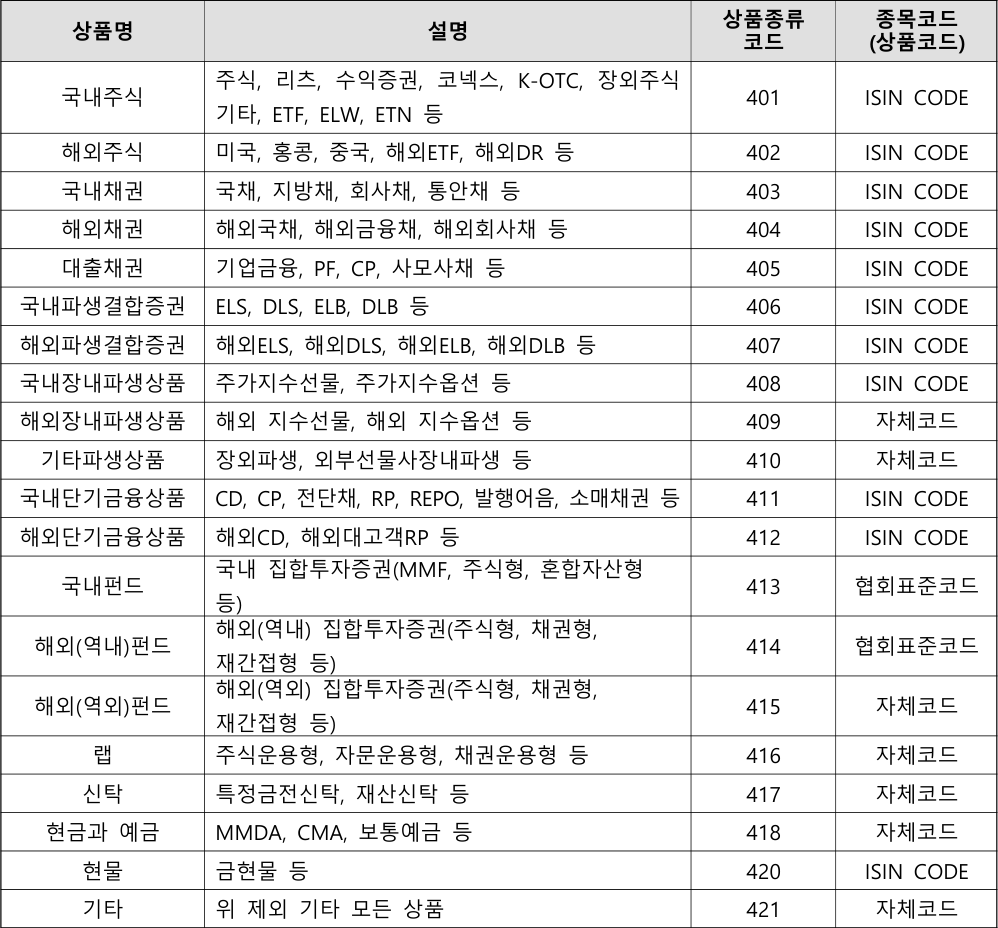 상품명 설명 상품종류 코드 종목코드 (상품코드)
국내주식 주식, 리츠, 수익증권, 코넥스, K-OTC, 장외주식 기타, ETF, ELW, ETN 등 401 ISIN CODE
해외주식 미국, 홍콩, 중국, 해외ETF, 해외DR 등 402 ISIN CODE
국내채권 국채, 지방채, 회사채, 통안채 등 403 ISIN CODE
해외채권 해외국채, 해외금융채, 해외회사채 등 404 ISIN CODE
대출채권 기업금융, PF, CP, 사모사채 등 405 ISIN CODE
국내파생결합증권 ELS, DLS, ELB, DLB 등 406 ISIN CODE
해외파생결합증권 해외ELS, 해외DLS, 해외ELB, 해외DLB 등 407 ISIN CODE
국내장내파생상품 주가지수선물, 주가지수옵션 등 408 ISIN CODE
해외장내파생상품 해외 지수선물, 해외 지수옵션 등 409 자체코드
기타파생상품 장외파생, 외부선물사장내파생 등 410 자체코드
국내단기금융상품 CD, CP, 전단채, RP, REPO, 발행어음, 소매채권 등 411 ISIN CODE
해외단기금융상품 해외CD, 해외대고객RP 등 412 ISIN CODE
국내펀드 국내 집합투자증권(MMF, 주식형, 혼합자산형 등) 413 협회표준코드
해외(역내)펀드 해외(역내) 집합투자증권(주식형, 채권형, 재간접형 등) 414 협회표준코드
해외(역외)펀드 해외(역외) 집합투자증권(주식형, 채권형, 재간접형 등) 415 자체코드
랩 주식운용형, 자문운용형, 채권운용형 등 416 자체코드
신탁 특정금전신탁, 재산신탁 등 417 자체코드
현금과 예금 MMDA, CMA, 보통예금 등 418 자체코드
현물 금현물 등 420 ISIN CODE
기타 위 제외 기타 모든 상품 421 자체코드